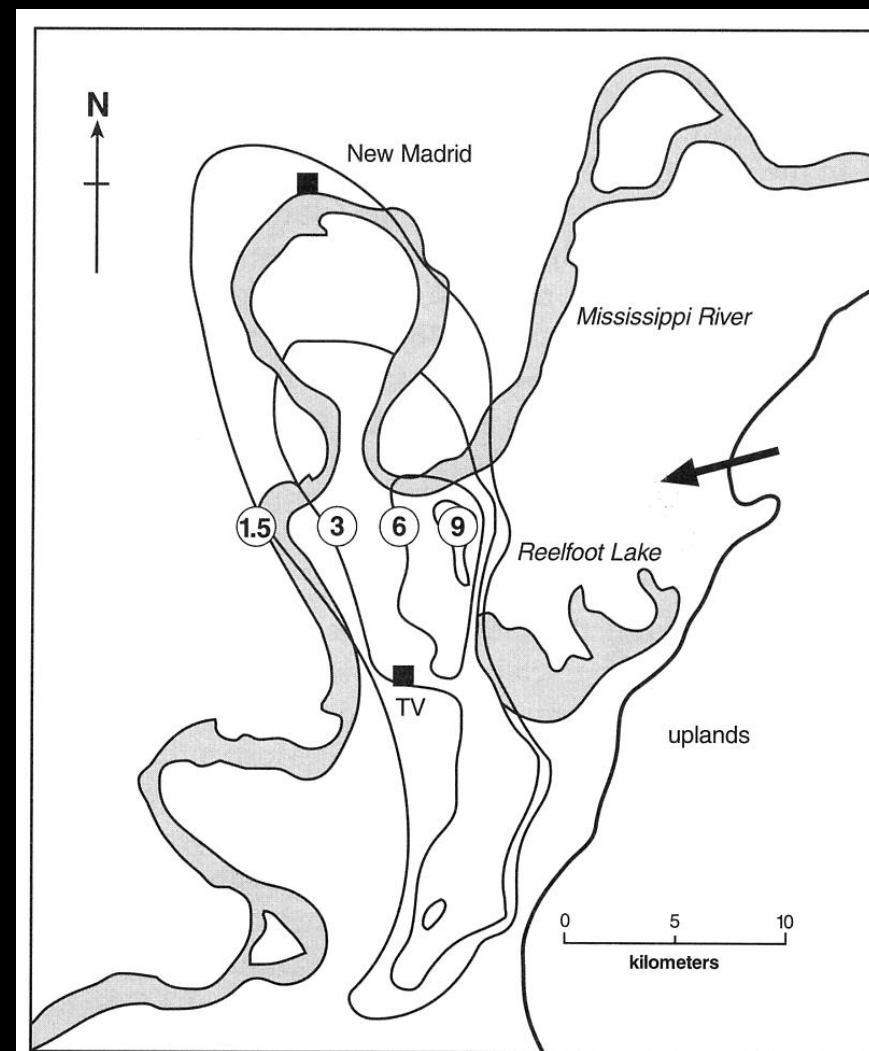 N
New Madrid
Mississippi River
1.5
3
6
9
Reelfoot Lake
TV
uplands
0 5 10
kilometers